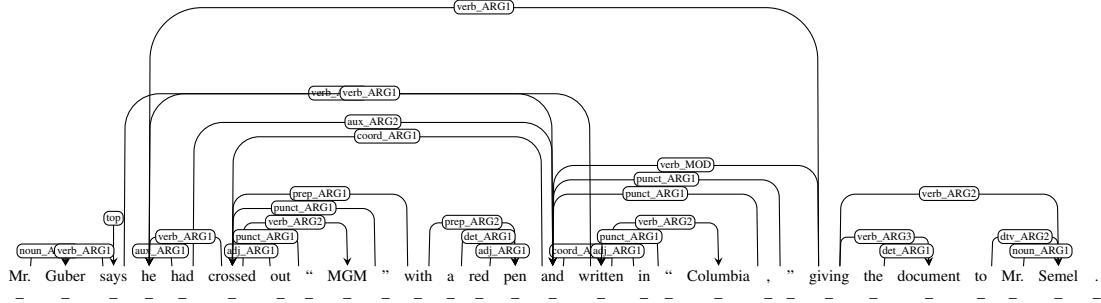 verb_ARG1
verb_ARG1
aux_ARG2
coord_ARG1
verb_MOD
punct_ARG1
prep_ARG1 punct_ARG1 verb_ARG2
top punct_ARG1 prep_ARG2 verb_ARG2
verb_ARG2
verb_ARG1 punct_ARG1 det_ARG1 punct_ARG1 verb_ARG3 dtv_ARG2
verb_ARG1 aux_ARG1 adj_ARG1 adj_ARG1 adj_ARG1 det_ARG1 noun_ARG1
Mr. Guber says he had crossed out “ MGM ” with a red pen and written in “ Columbia , ” giving the document to Mr. Semel .